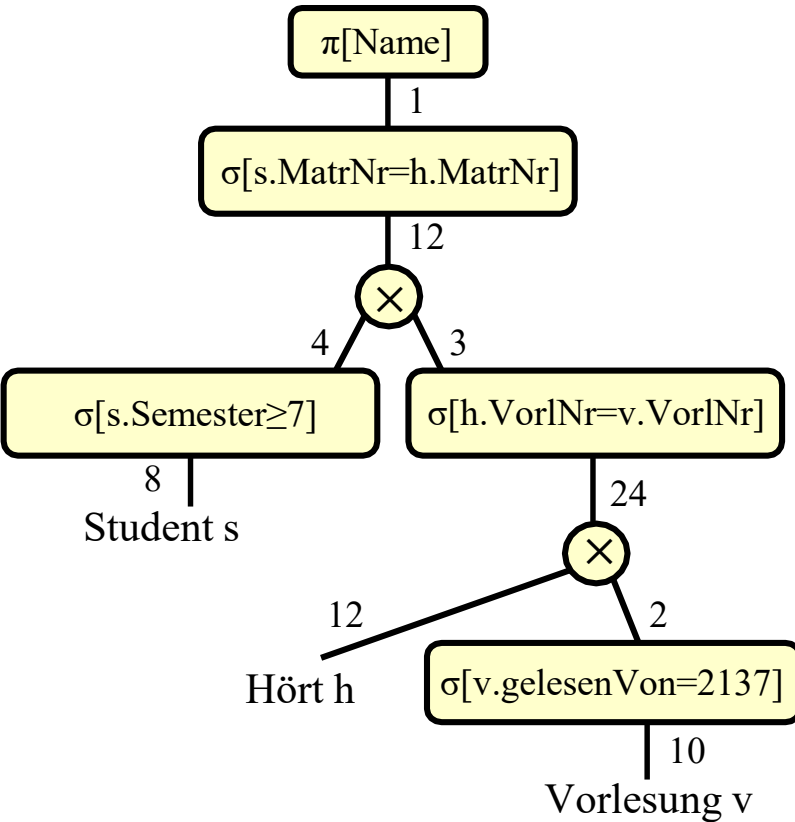 π[Name]
1
σ[s.MatrNr=h.MatrNr]
12
×
4
3
σ[s.Semester≥7]
σ[h.VorlNr=v.VorlNr]
8
24
Student s
×
12
2
Hört h
σ[v.gelesenVon=2137]
10
Vorlesung v